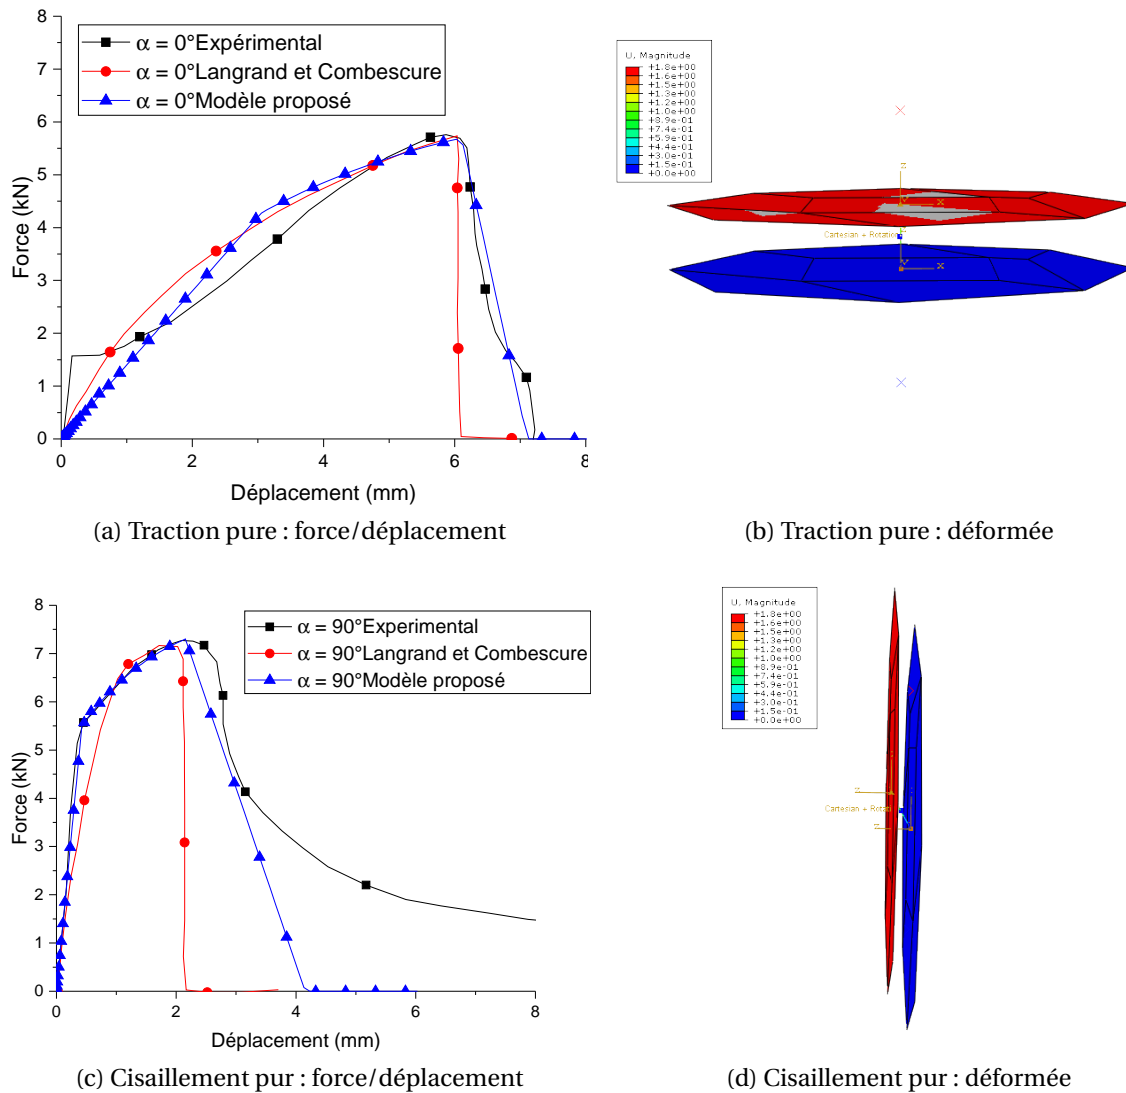 α = 0°Expérimental
α = 0°Langrand et Combescure
α = 0°Modèle proposé
8
7
6
5
4
3
2
1
0
Force (kN)
0 2 4 6 8
Déplacement (mm)
(a) Traction pure : force/déplacement
U, Magnitude
+1.8e+00
+1.6e+00
+1.5e+00
+1.3e+00
+1.2e+00
+1.0e+00
+8.9e-01
+7.4e-01
+5.9e-01
+4.4e-01
+3.0e-01
+1.5e-01
+0.0e+00
X
Cartesian + Rotation
X
(b) Traction pure : déformée
α = 90°Experimental
α = 90°Langrand et Combescure
α = 90°Modèle proposé
8
7
6
5
4
3
2
1
0
Force (kN)
0 2 4 6 8
Déplacement (mm)
(c) Cisaillement pur : force/déplacement
U, Magnitude
+1.8e+00
+1.6e+00
+1.5e+00
+1.3e+00
+1.2e+00
+1.0e+00
+8.9e-01
+7.4e-01
+5.9e-01
+4.4e-01
+3.0e-01
+1.5e-01
+0.0e+00
Cartesian + Rotat
(d) Cisaillement pur : déformée